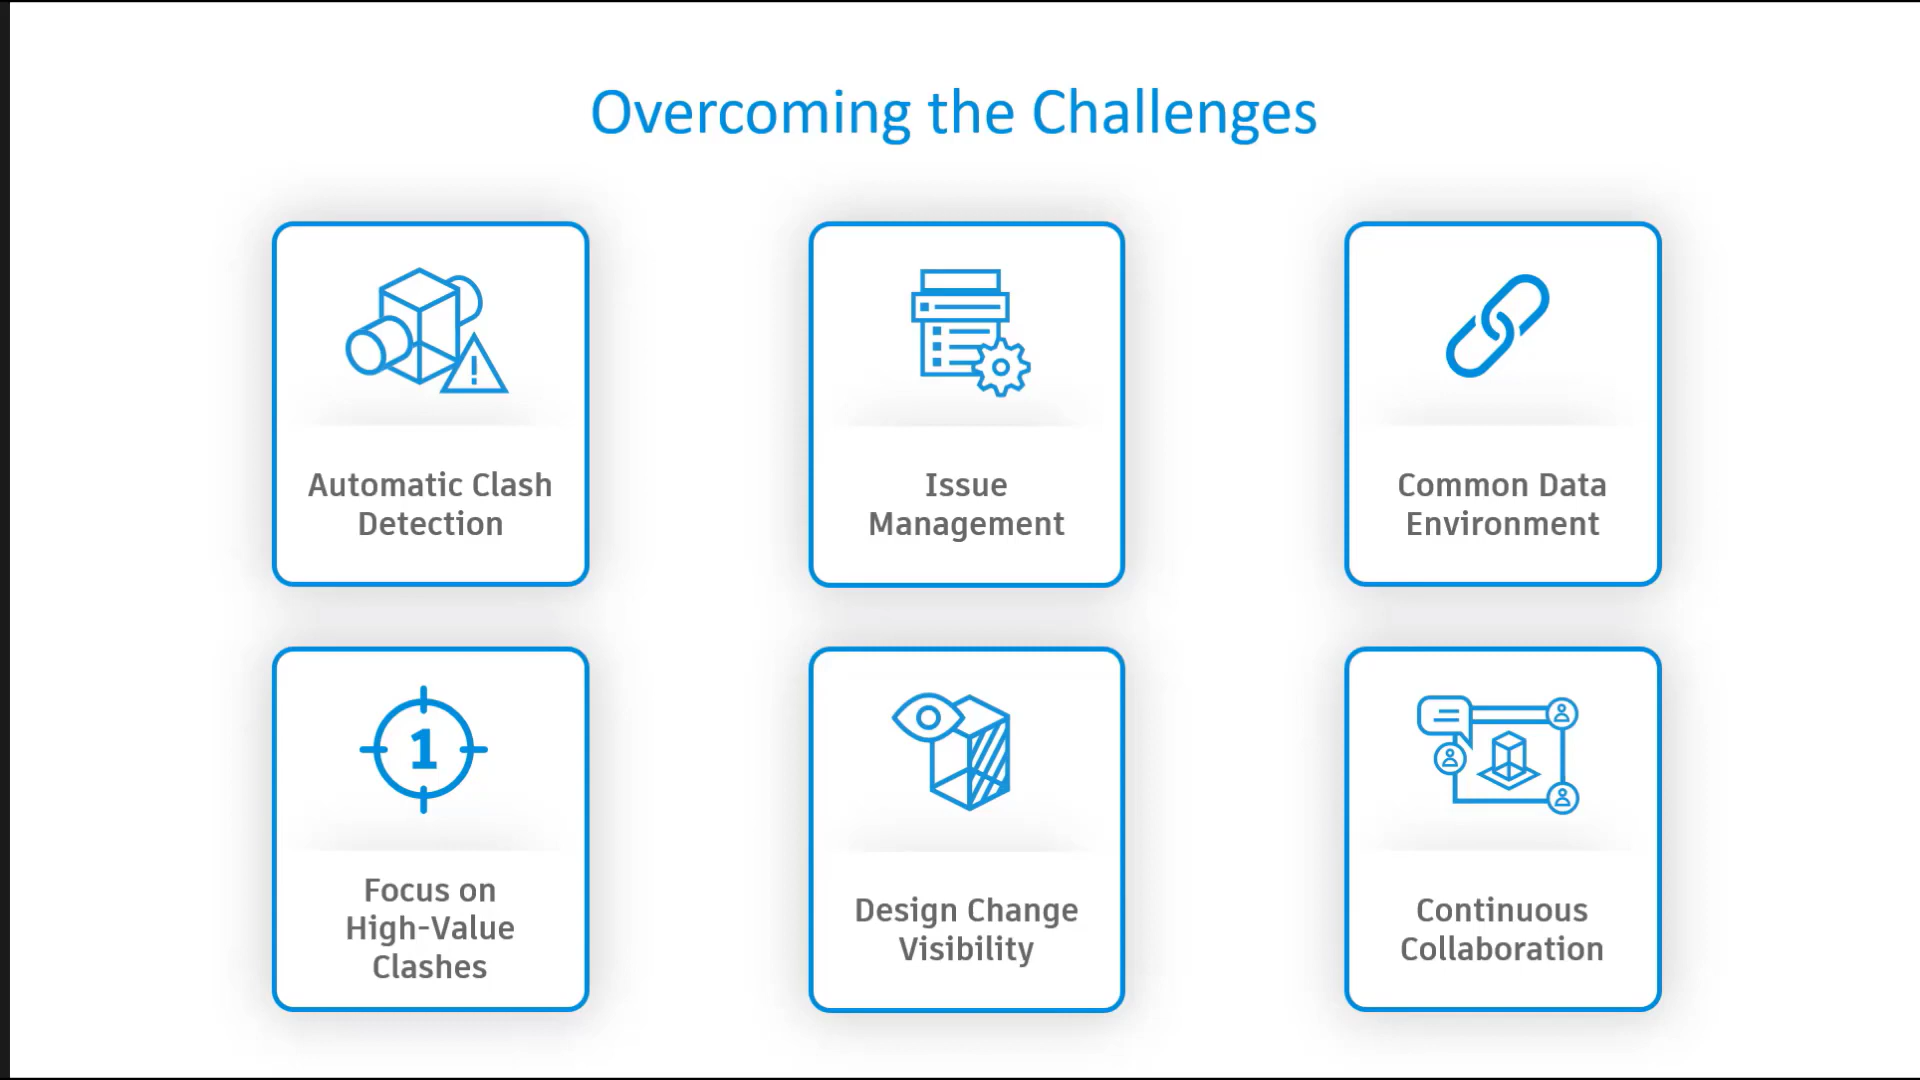 Overcoming the Challenges
Automatic Clash
Detection
Issue
Management
Common Data
Environment
1
Focus on
High-Value
Clashes
Design Change
Visibility
Continuous
Collaboration